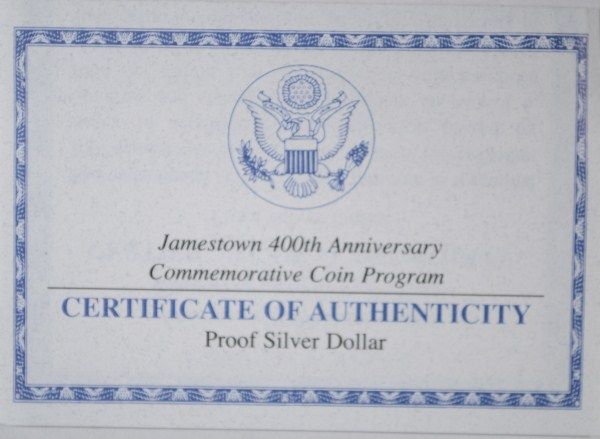 Jamestown 400th Anniversary
Commemorative Coin Program
CERTIFICATE OF AUTHENTICITY
Proof Silver Dollar